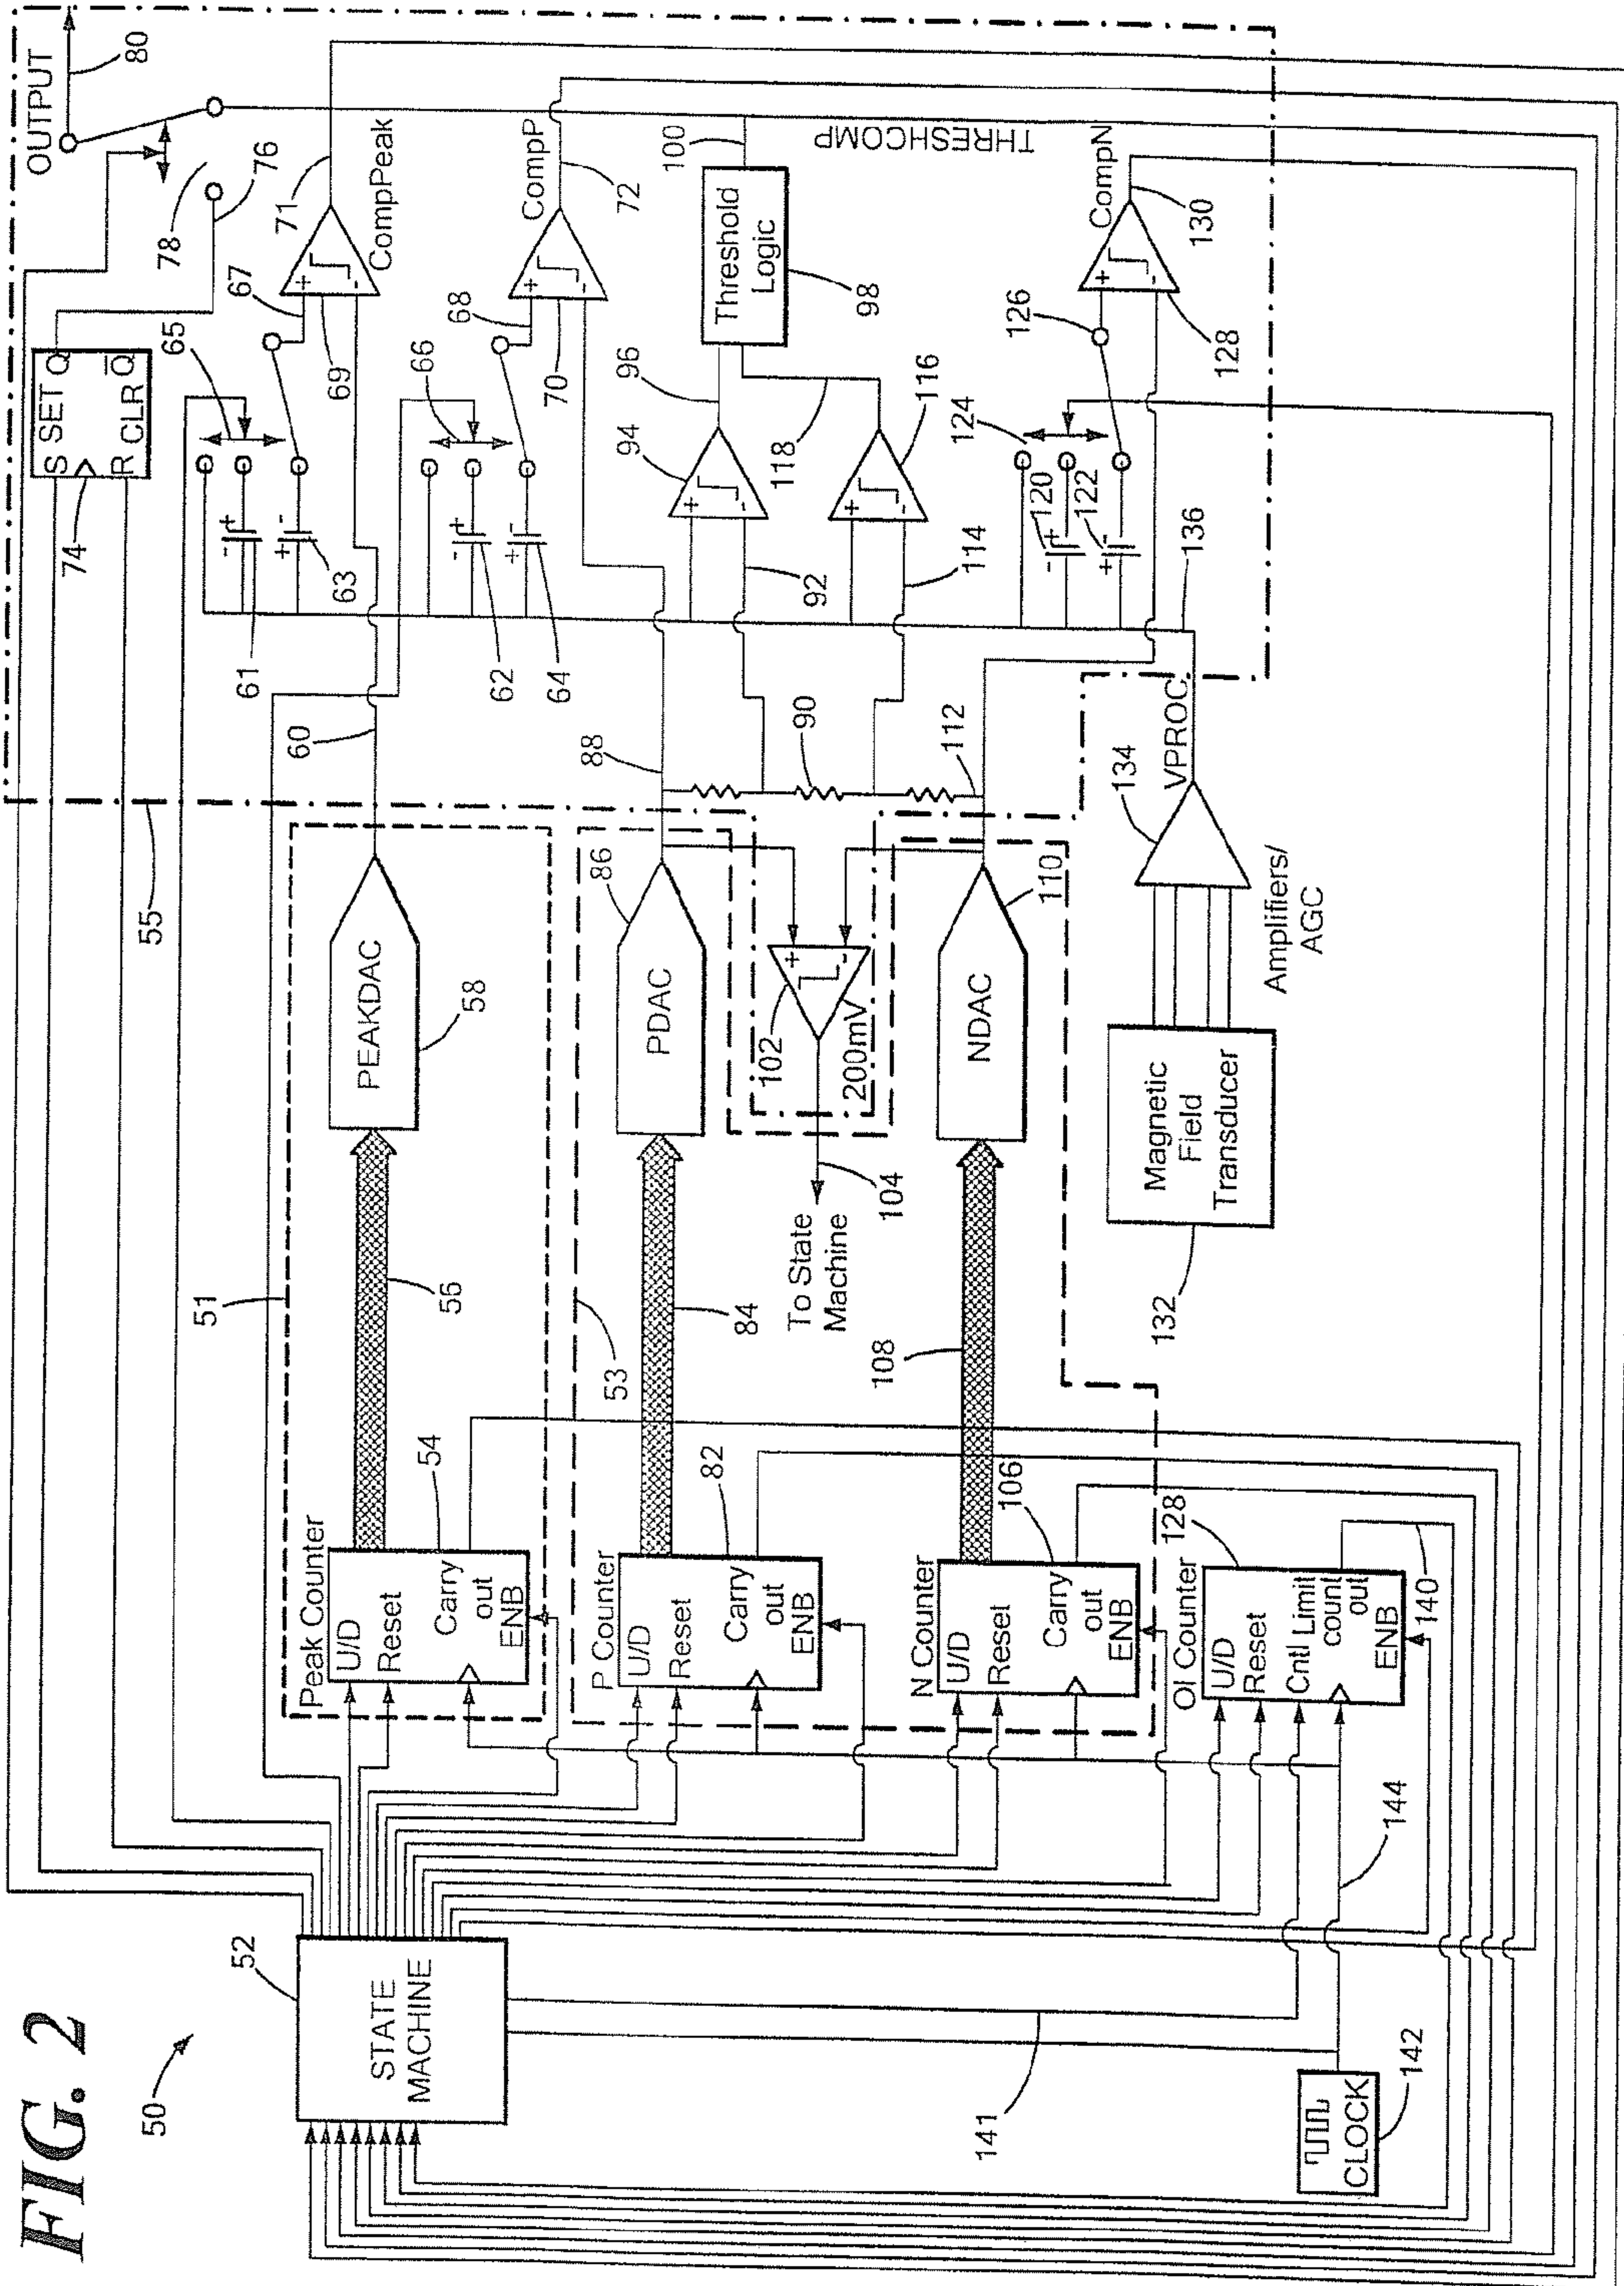 FIG. 2
50
52
STATE
MACHINE
141
CLOCK
142
144
140
51
Peak Counter
U/D
Reset
Carry
out
ENB
54
56
PEAKDAC
58
60
53
P Counter
U/D
Reset
Carry
out
ENB
82
84
PDAC
86
88
To State
Machine
104
102
+
-
200mV
N Counter
U/D
Reset
Carry
out
ENB
106
108
NDAC
110
112
90
OI Counter
128
U/D
Reset
Cntl
Limit
count
out
ENB
132
Magnetic
Field
Transducer
Amplifiers/
AGC
134
VPROC
136
55
74
S
SET
Q
R
CLR
Q
OUTPUT
80
78
76
61
-
+
63
+
-
65
67
+
-
69
71
CompPeak
62
-
+
64
+
-
66
68
+
-
70
CompP
72
92
94
+
-
96
98
Threshold
Logic
100
THRESHCOMP
114
116
+
-
118
120
-
+
122
+
-
124
126
+
-
128
CompN
130